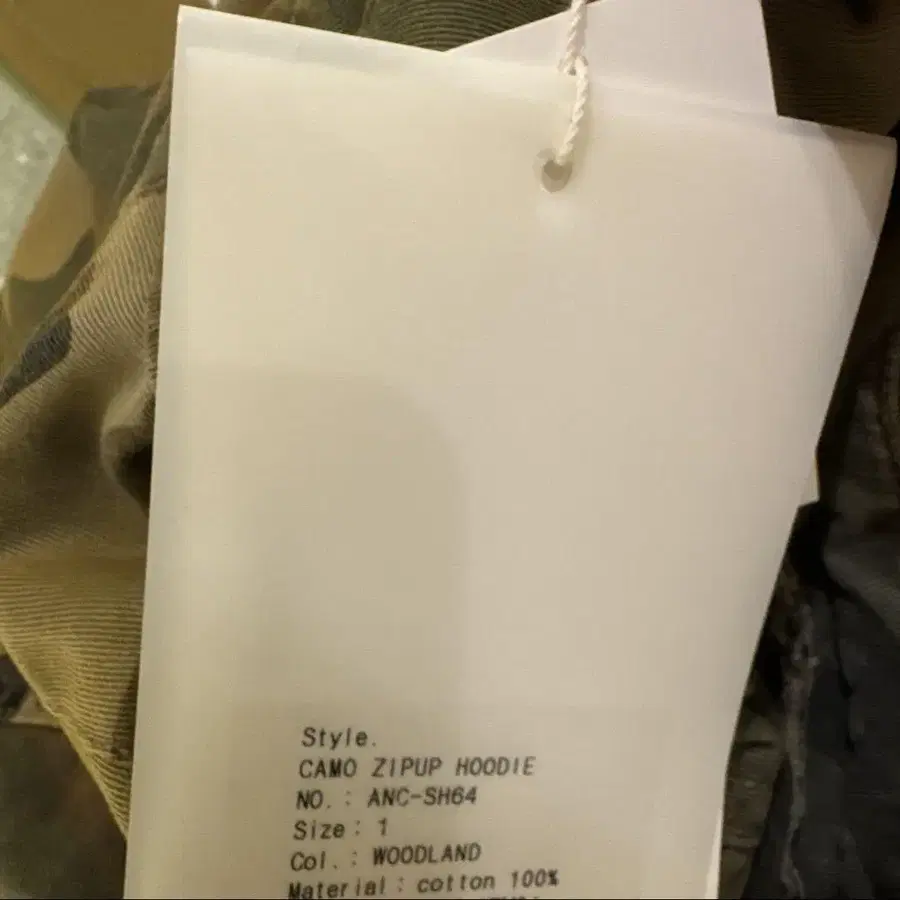 Style.
CAMO ZIPUP HOODIE
NO. : ANC-SH64
Size : 1
Col. : WOODLAND
Material : cotton 100%